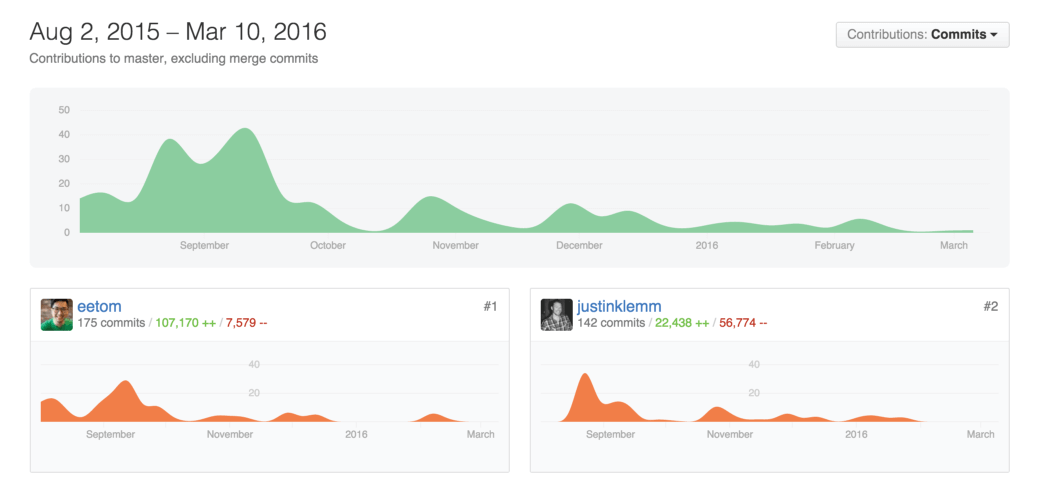 Aug 2, 2015 – Mar 10, 2016
Contributions: Commits
Contributions to master, excluding merge commits
50
40
30
20
10
0
September October November December 2016 February March
eetom #1
175 commits / 107,170 ++ / 7,579 --
40
20
September November 2016 March
justinklemm #2
142 commits / 22,438 ++ / 56,774 --
40
20
September November 2016 March